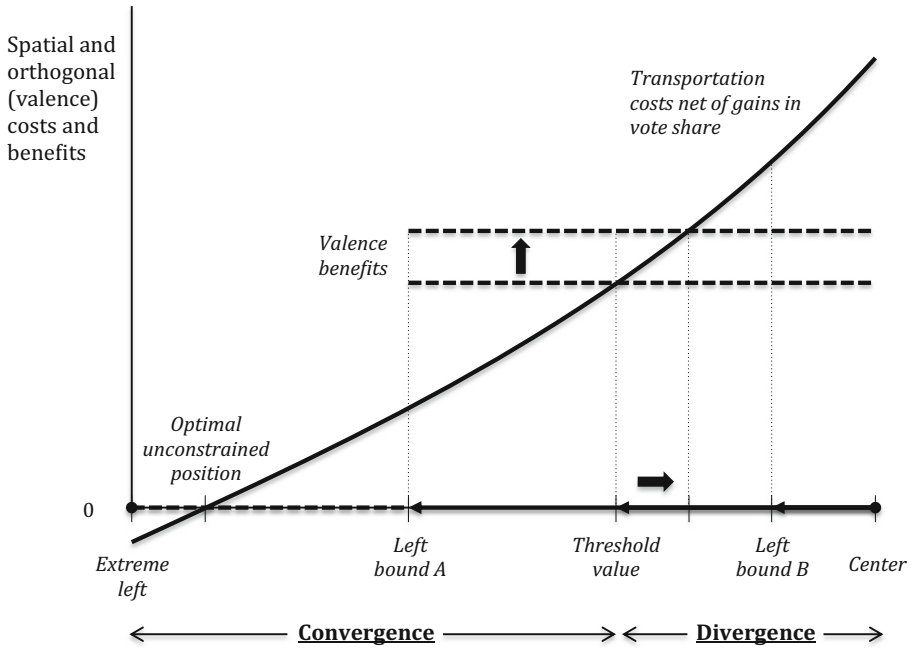 Spatial and
orthogonal
(valence)
costs and
benefits
Transportation
costs net of gains in
vote share
Valence
benefits
Optimal
unconstrained
position
0
Extreme
left
Left
bound A
Threshold
value
Left
bound B
Center
Convergence
Divergence